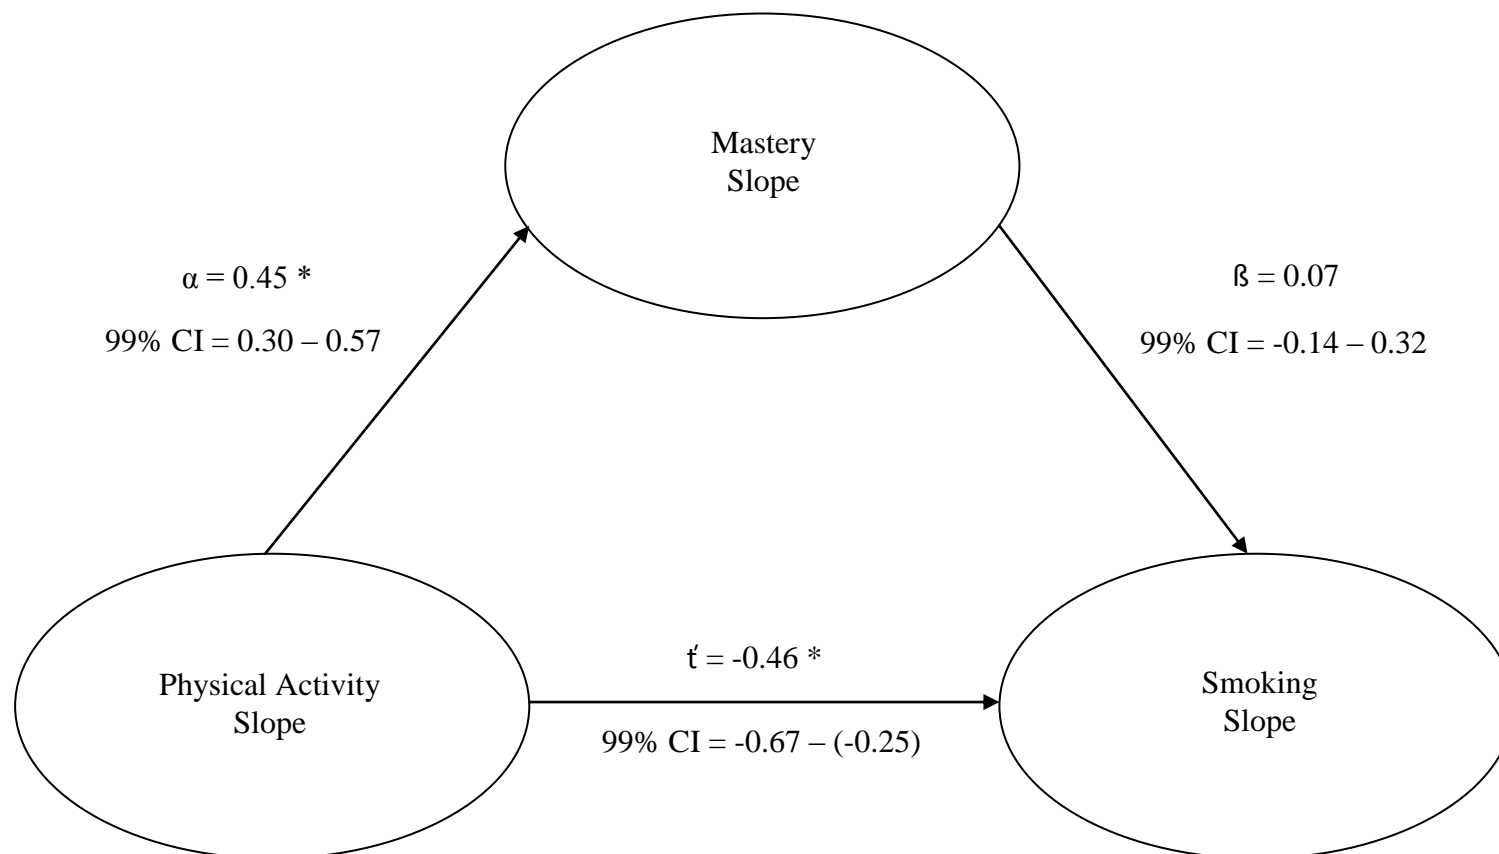 Mastery
Slope
α = 0.45 *
99% CI = 0.30 – 0.57
ß = 0.07
99% CI = -0.14 – 0.32
Physical Activity
Slope
ť = -0.46 *
99% CI = -0.67 – (-0.25)
Smoking
Slope